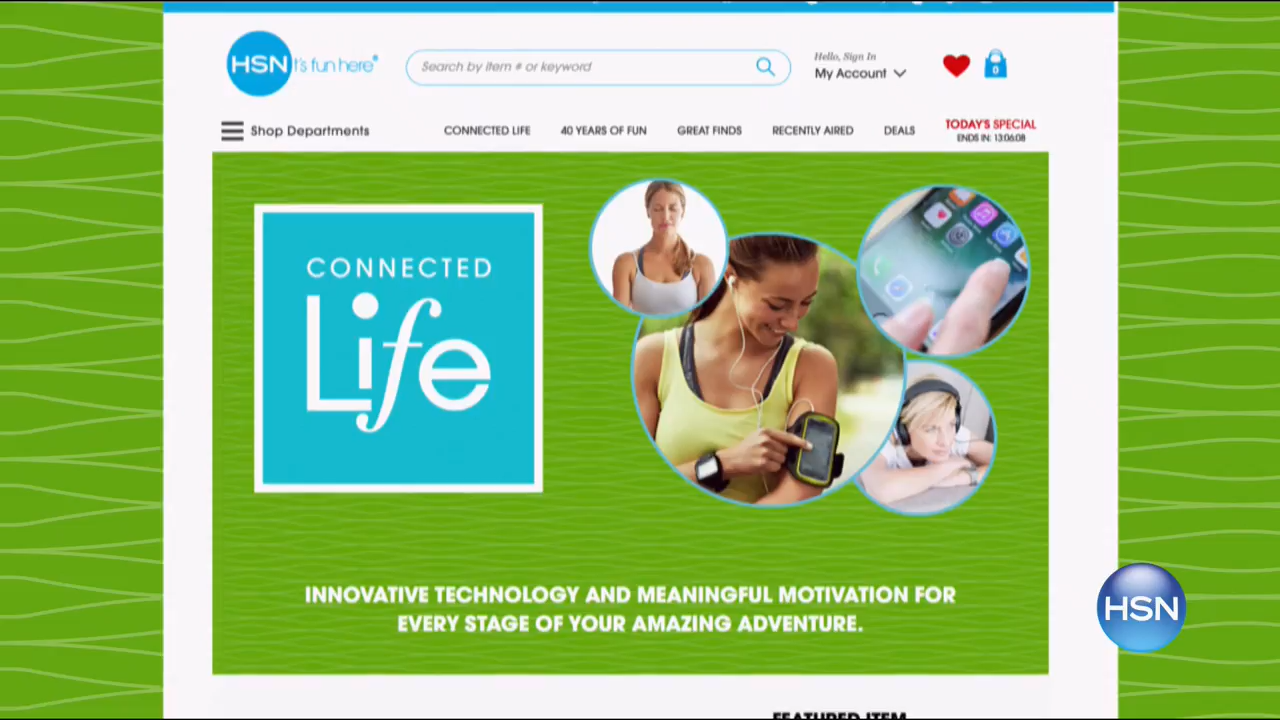 HSN it's fun here®
Search by item # or keyword
Hello, Sign In
My Account
0
Shop Departments
CONNECTED LIFE
40 YEARS OF FUN
GREAT FINDS
RECENTLY AIRED
DEALS
TODAY'S SPECIAL
ENDS IN: 13:06:08
CONNECTED
Life
INNOVATIVE TECHNOLOGY AND MEANINGFUL MOTIVATION FOR
EVERY STAGE OF YOUR AMAZING ADVENTURE.
HSN
FEATURED ITEM